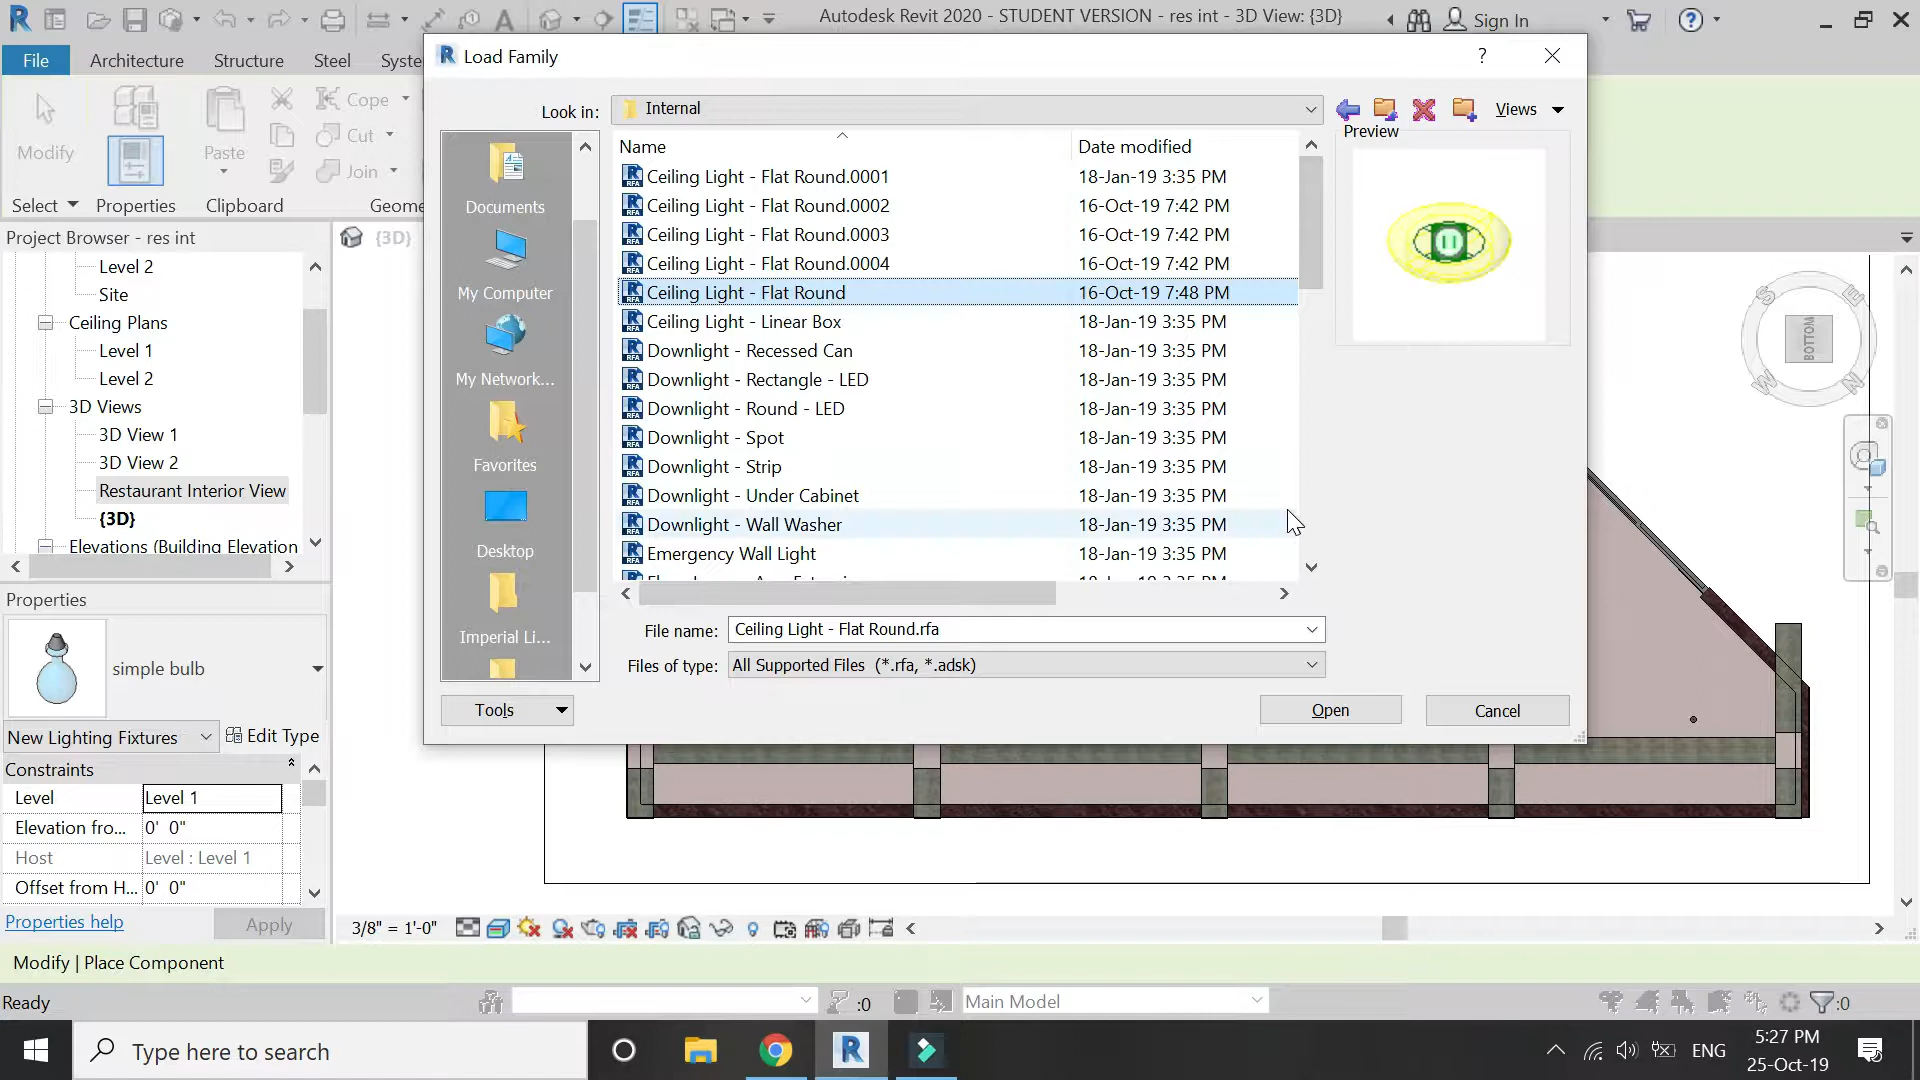 Autodesk Revit 2020 - STUDENT VERSION - res int - 3D View: {3D}
Sign In
File
Architecture
Structure
Steel
Syste
Modify
Cope
Cut
Paste
Join
Select
Properties
Clipboard
Geome
Project Browser - res int
Level 2
Site
Ceiling Plans
Level 1
Level 2
3D Views
3D View 1
3D View 2
Restaurant Interior View
{3D}
Elevations (Building Elevation
Properties
simple bulb
New Lighting Fixtures
Edit Type
Constraints
Level
Level 1
Elevation fro...
0' 0"
Host
Level : Level 1
Offset from H...
0' 0"
Properties help
Apply
{3D}
Load Family
?
Look in:
Internal
Views
Preview
Documents
My Computer
My Network...
Favorites
Desktop
Imperial Li...
Name
Date modified
Ceiling Light - Flat Round.0001 18-Jan-19 3:35 PM
Ceiling Light - Flat Round.0002 16-Oct-19 7:42 PM
Ceiling Light - Flat Round.0003 16-Oct-19 7:42 PM
Ceiling Light - Flat Round.0004 16-Oct-19 7:42 PM
Ceiling Light - Flat Round 16-Oct-19 7:48 PM
Ceiling Light - Linear Box 18-Jan-19 3:35 PM
Downlight - Recessed Can 18-Jan-19 3:35 PM
Downlight - Rectangle - LED 18-Jan-19 3:35 PM
Downlight - Round - LED 18-Jan-19 3:35 PM
Downlight - Spot 18-Jan-19 3:35 PM
Downlight - Strip 18-Jan-19 3:35 PM
Downlight - Under Cabinet 18-Jan-19 3:35 PM
Downlight - Wall Washer 18-Jan-19 3:35 PM
Emergency Wall Light 18-Jan-19 3:35 PM
File name:
Ceiling Light - Flat Round.rfa
Files of type:
All Supported Files (*.rfa, *.adsk)
Tools
Open
Cancel
BOTTOM
S
E
W
N
3/8" = 1'-0"
Modify | Place Component
Ready
:0
Main Model
:0
Type here to search
ENG
5:27 PM
25-Oct-19